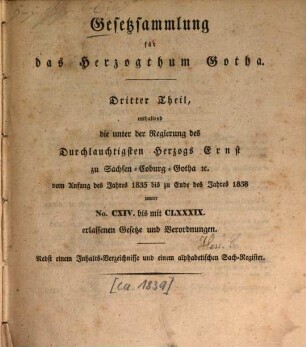 Gesetzsammlung
für
das Herzogthum Gotha.
Dritter Theil,
enthaltend
die unter der Regierung des
Durchlauchtigsten Herzogs Ernst
zu Sachsen-Coburg-Gotha ꝛc.
vom Anfang des Jahres 1835 bis zu Ende des Jahres 1838
unter
No. CXIV. bis mit CLXXXIX.
erlassenen Gesetze und Verordnungen.
Nebst einem Inhalts-Verzeichnisse und einem alphabetischen Sach-Register.
[ca. 1839]